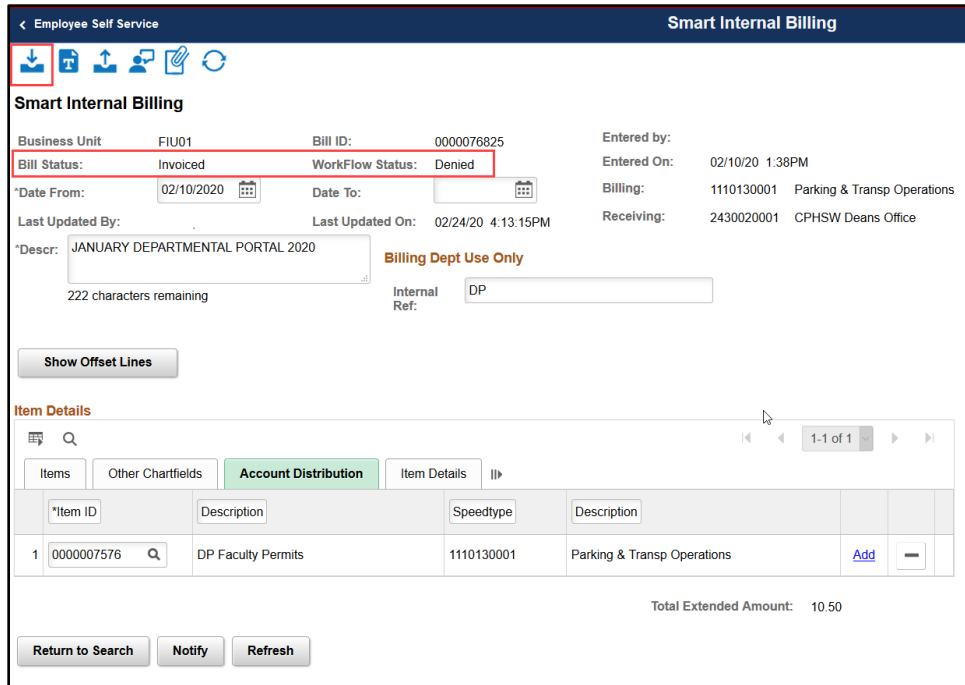 Employee Self Service
Smart Internal Billing
T
Smart Internal Billing
Business Unit FIU01 Bill ID: 0000076825 Entered by:
Bill Status: Invoiced WorkFlow Status: Denied Entered On: 02/10/20 1:38PM
*Date From: 02/10/2020 Date To: Billing: 1110130001 Parking & Transp Operations
Last Updated By: Last Updated On: 02/24/20 4:13:15PM Receiving: 2430020001 CPHSW Deans Office
*Descr: JANUARY DEPARTMENTAL PORTAL 2020
Billing Dept Use Only
222 characters remaining
Internal Ref: DP
Show Offset Lines
Item Details
1-1 of 1
Items Other Chartfields Account Distribution Item Details
*Item ID Description Speedtype Description
1 0000007576 DP Faculty Permits 1110130001 Parking & Transp Operations Add
Total Extended Amount: 10.50
Return to Search Notify Refresh